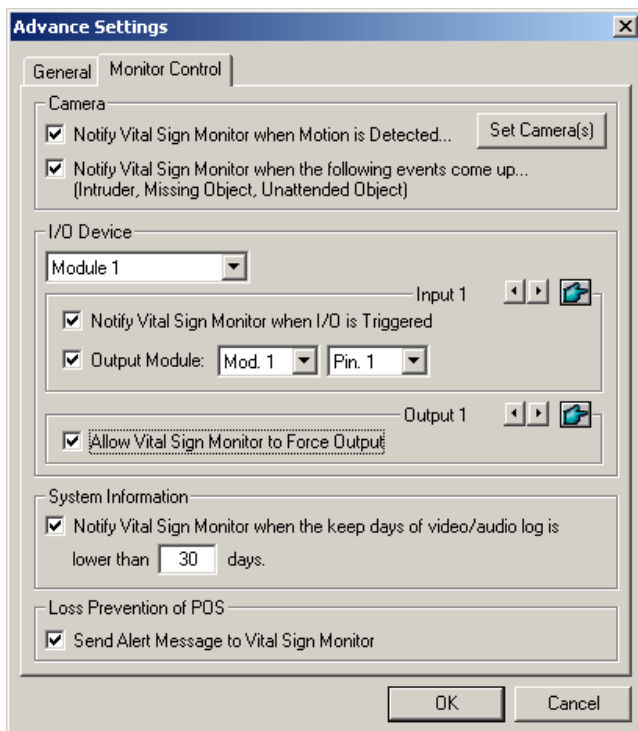 Advance Settings
General
Monitor Control
Camera
Notify Vital Sign Monitor when Motion is Detected...
Set Camera(s)
Notify Vital Sign Monitor when the following events come up...
(Intruder, Missing Object, Unattended Object)
I/O Device
Module 1
Input 1
Notify Vital Sign Monitor when I/O is Triggered
Output Module: Mod. 1 Pin. 1
Output 1
Allow Vital Sign Monitor to Force Output
System Information
Notify Vital Sign Monitor when the keep days of video/audio log is
lower than 30 days.
Loss Prevention of POS
Send Alert Message to Vital Sign Monitor
OK
Cancel